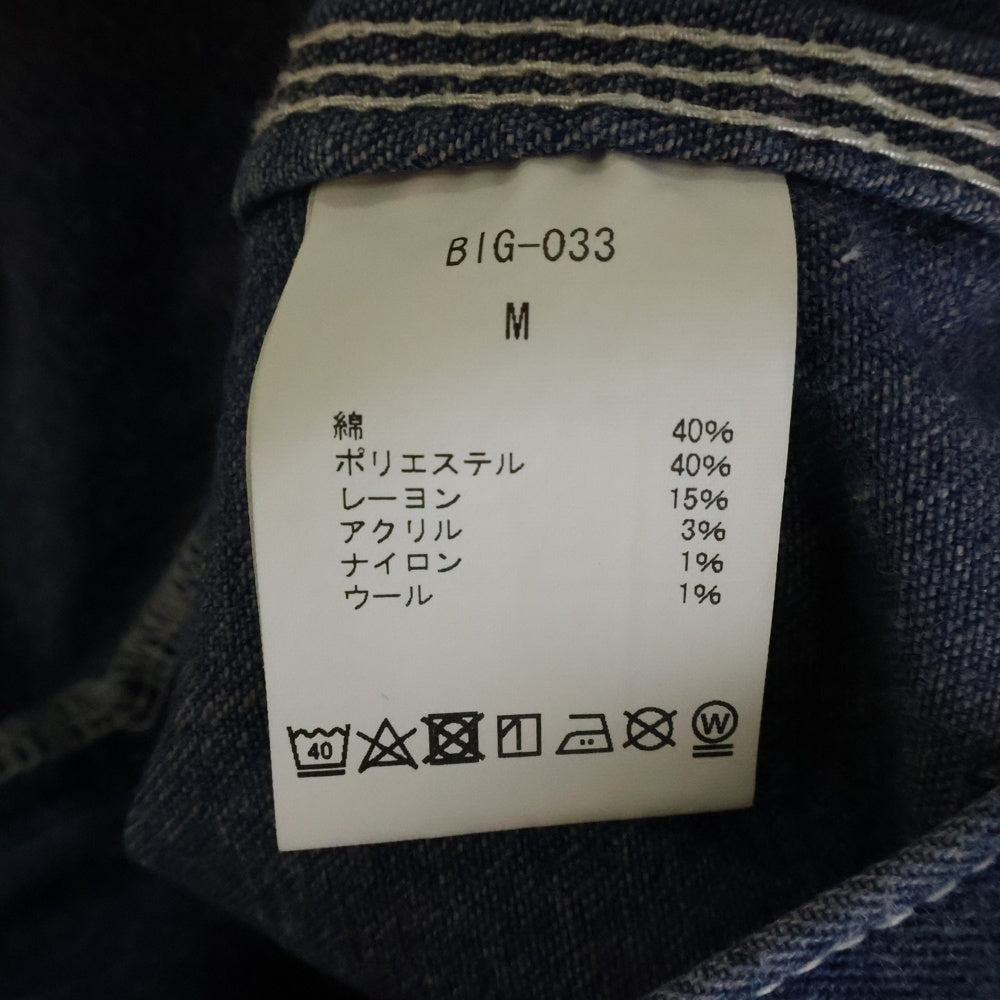 BIG-033
M
綿 40%
ポリエステル 40%
レーヨン 15%
アクリル 3%
ナイロン 1%
ウール 1%
40 W